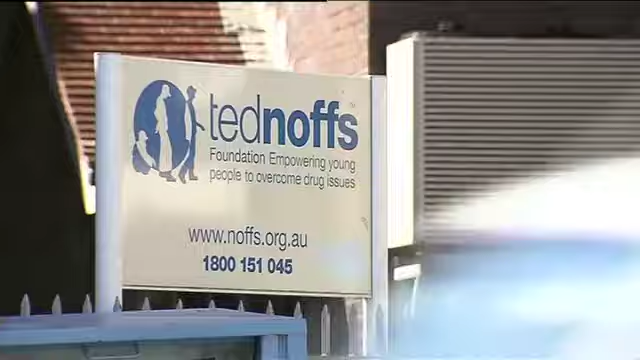 tednoffs
Foundation Empowering young
people to overcome drug issues
www.noffs.org.au
1800 151 045